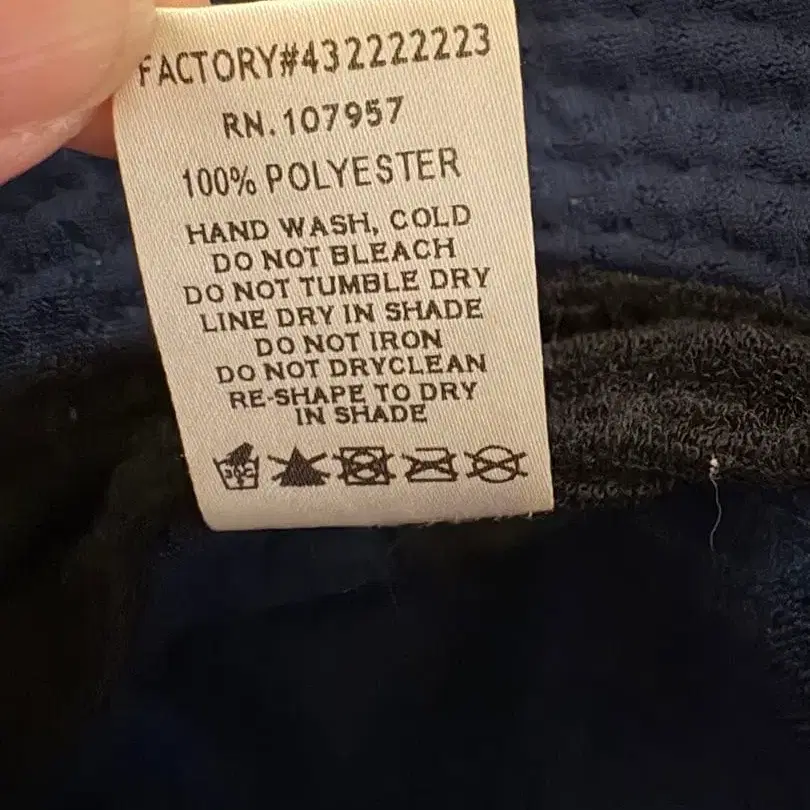 FACTORY#432222223
RN.107957
100% POLYESTER
HAND WASH, COLD
DO NOT BLEACH
DO NOT TUMBLE DRY
LINE DRY IN SHADE
DO NOT IRON
DO NOT DRYCLEAN
RE-SHAPE TO DRY
IN SHADE